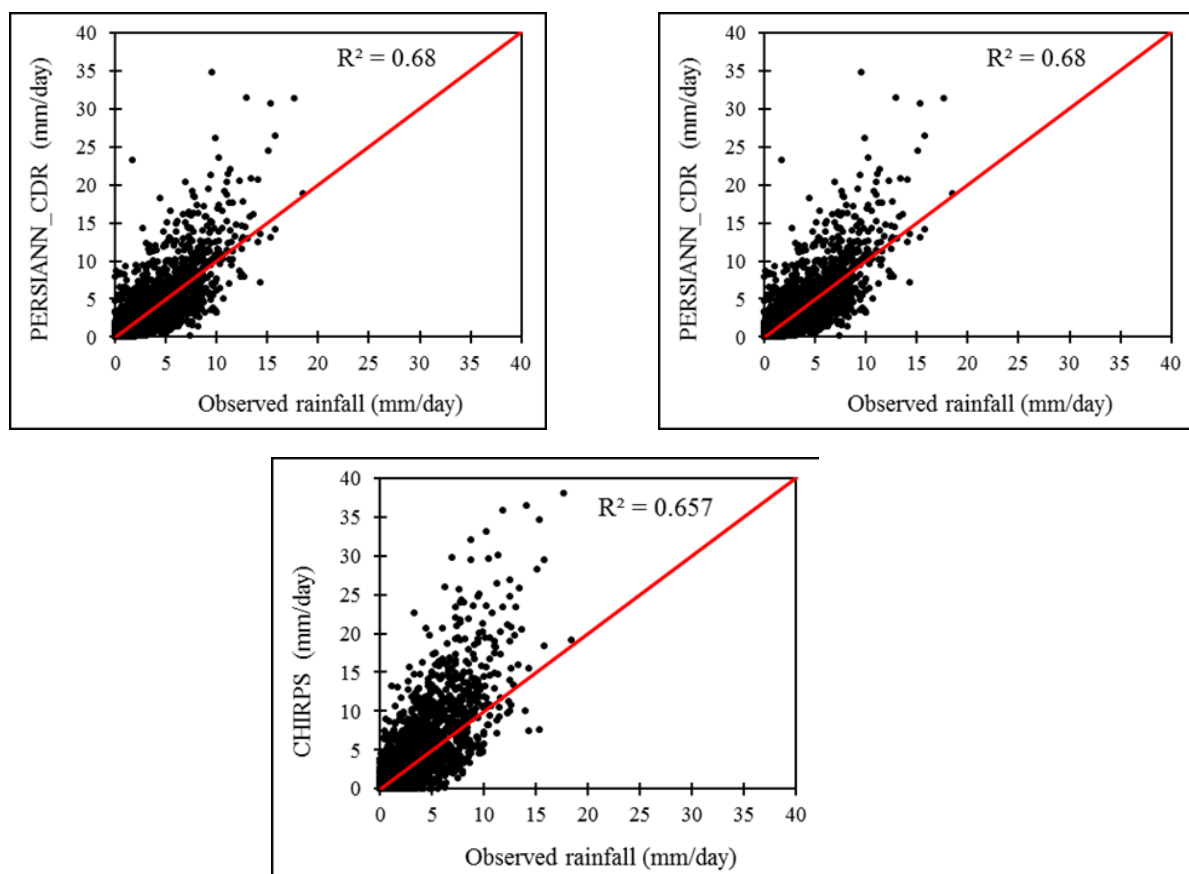 40
35
30
25
20
15
10
5
0
PERSIANN_CDR (mm/day)
R² = 0.68
0 5 10 15 20 25 30 35 40
Observed rainfall (mm/day)
40
35
30
25
20
15
10
5
0
PERSIANN_CDR (mm/day)
R² = 0.68
0 5 10 15 20 25 30 35 40
Observed rainfall (mm/day)
40
35
30
25
20
15
10
5
0
CHIRPS (mm/day)
R² = 0.657
0 5 10 15 20 25 30 35 40
Observed rainfall (mm/day)